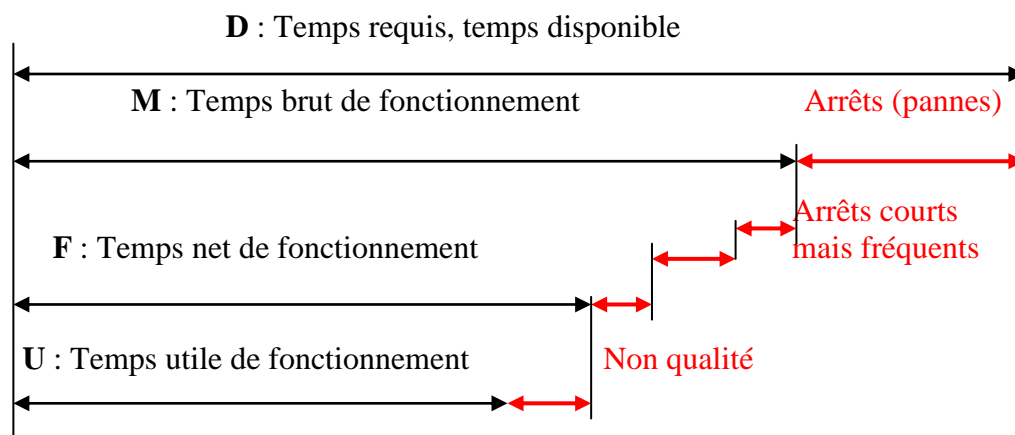 D : Temps requis, temps disponible
M : Temps brut de fonctionnement
Arrêts (pannes)
Arrêts courts
mais fréquents
F : Temps net de fonctionnement
U : Temps utile de fonctionnement
Non qualité